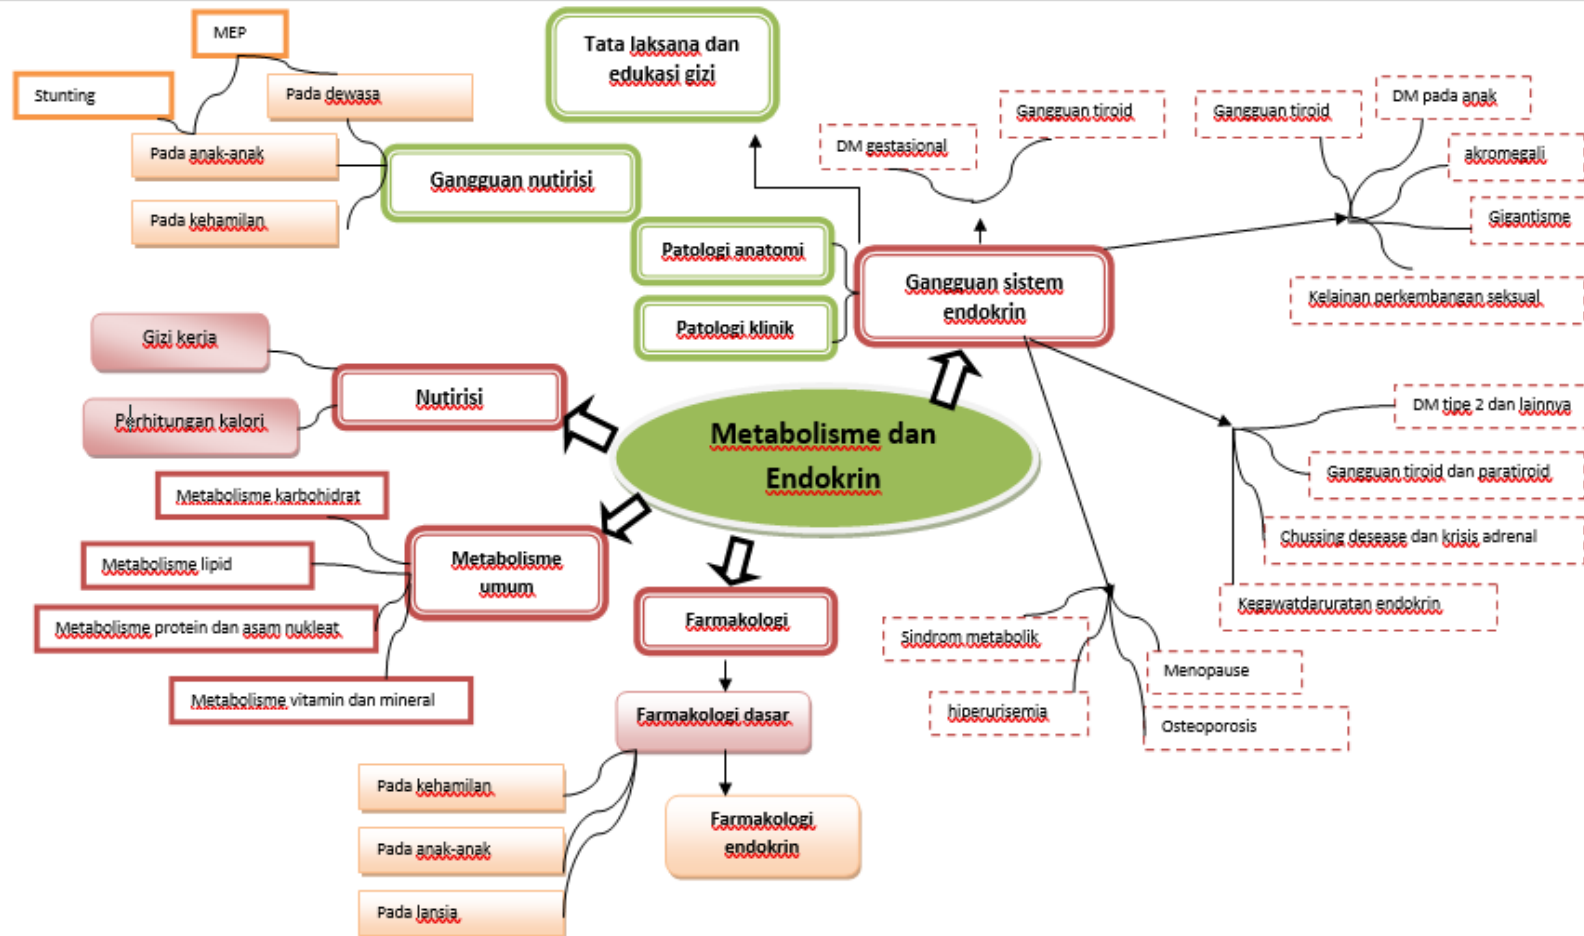 MEP
Stunting
Pada dewasa
Pada anak-anak
Pada kehamilan
Gangguan nutirisi
Tata laksana dan
edukasi gizi
DM gestasional
Gangguan tiroid
Gangguan tiroid
DM pada anak
akromegali
Gigantisme
Kelainan perkembangan seksual
Patologi anatomi
Patologi klinik
Gangguan sistem
endokrin
Gizi kerja
Perhitungan kalori
Nutirisi
Metabolisme dan
Endokrin
DM tipe 2 dan lainnya
Gangguan tiroid dan paratiroid
Chussing desease dan krisis adrenal
Kegawatdaruratan endokrin
Metabolisme karbohidrat
Metabolisme lipid
Metabolisme protein dan asam nukleat
Metabolisme vitamin dan mineral
Metabolisme
umum
Farmakologi
Sindrom metabolik
hiperurisemia
Menopause
Osteoporosis
Farmakologi dasar
Pada kehamilan
Pada anak-anak
Pada lansia
Farmakologi
endokrin